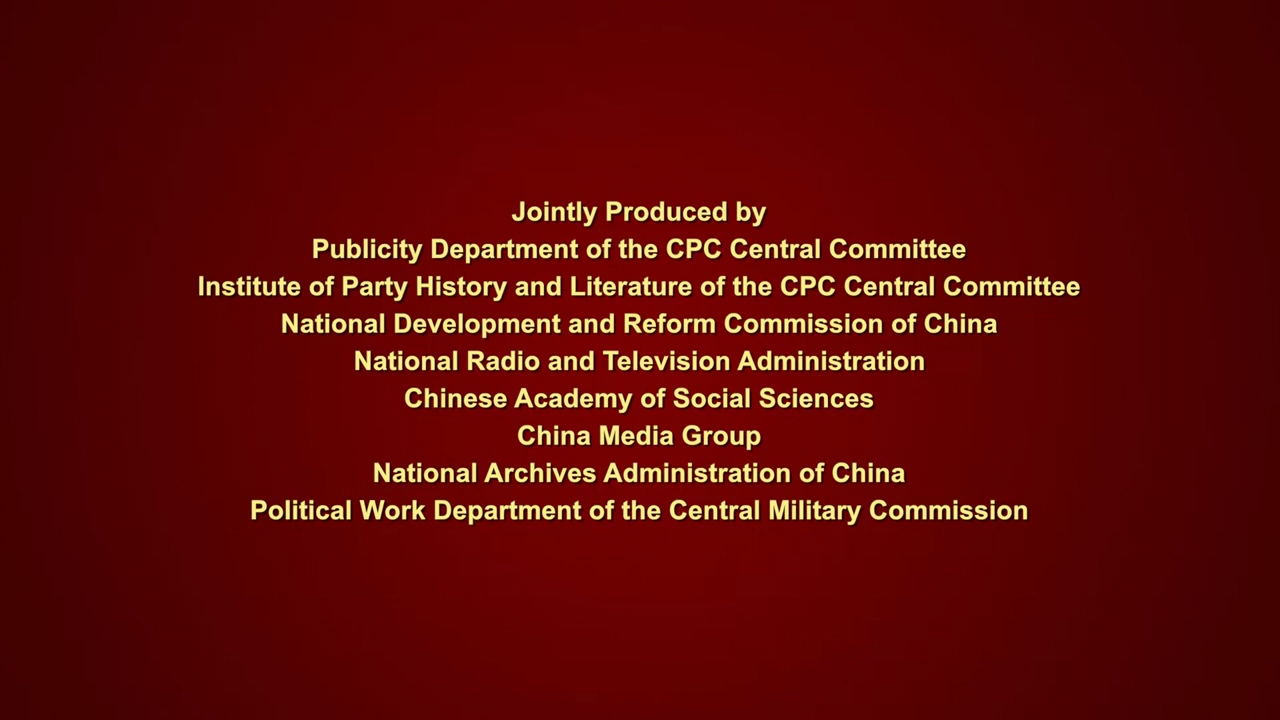 Jointly Produced by
Publicity Department of the CPC Central Committee
Institute of Party History and Literature of the CPC Central Committee
National Development and Reform Commission of China
National Radio and Television Administration
Chinese Academy of Social Sciences
China Media Group
National Archives Administration of China
Political Work Department of the Central Military Commission